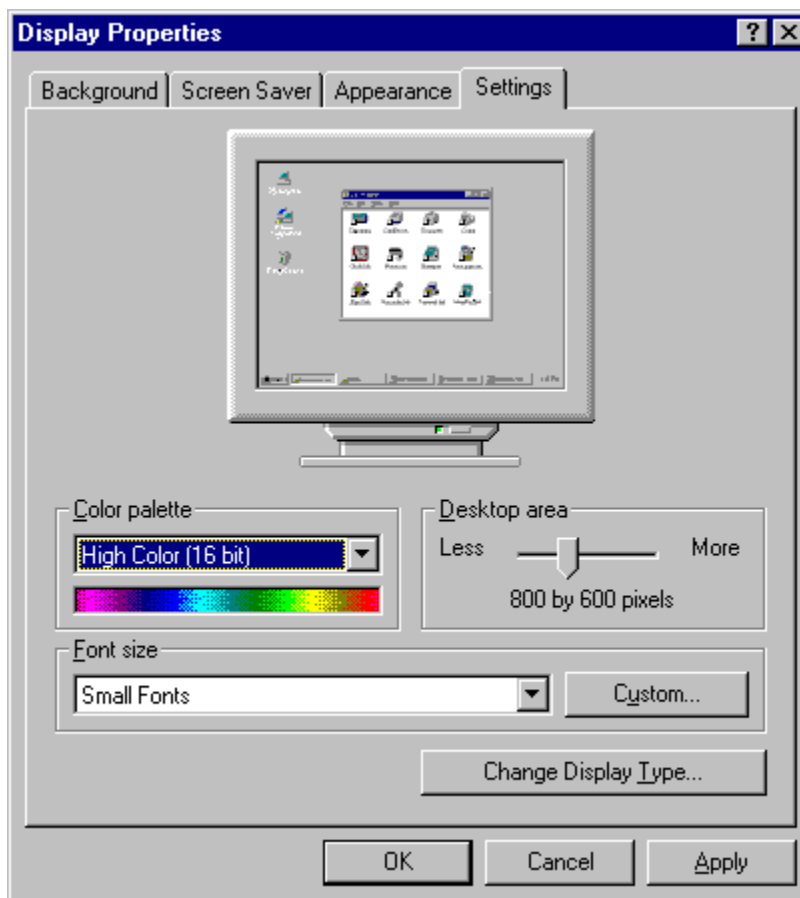 Display Properties
Background Screen Saver Appearance Settings
Color palette
High Color (16 bit)
Desktop area
Less More
800 by 600 pixels
Font size
Small Fonts
Custom...
Change Display Type...
OK Cancel Apply